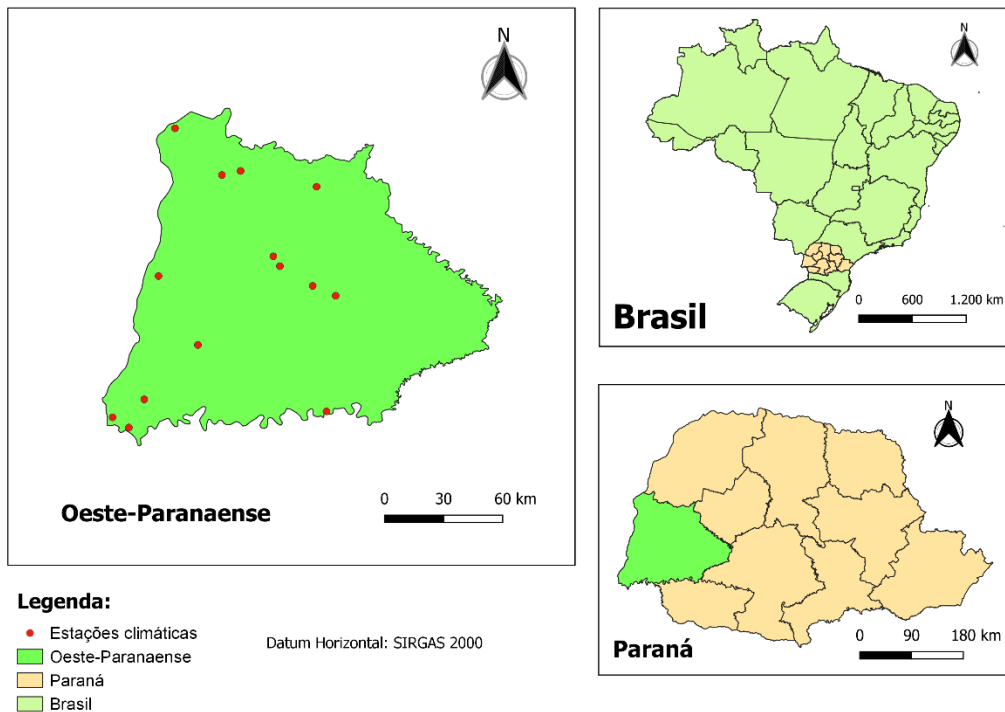 N
0 30 60 km
Oeste-Paranaense
N
Brasil
0 600 1.200 km
N
Paraná
0 90 180 km
Legenda:
Estações climáticas
Oeste-Paranaense
Paraná
Brasil
Datum Horizontal: SIRGAS 2000